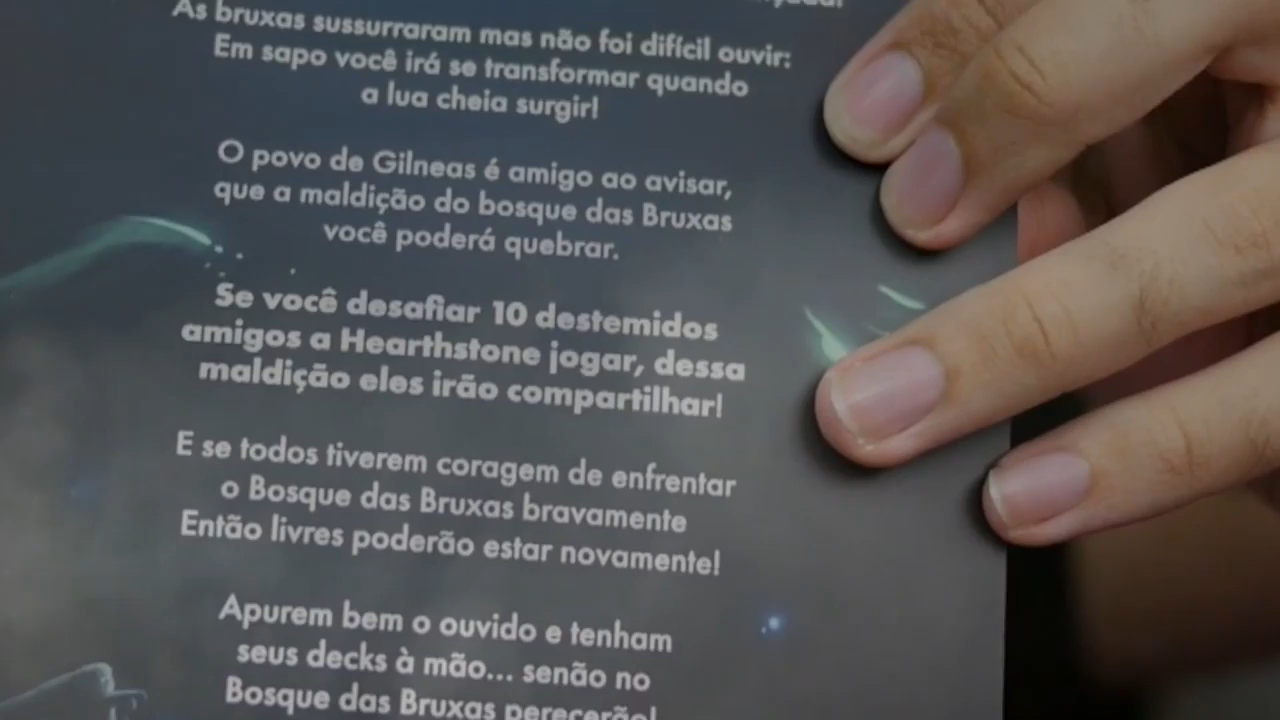 As bruxas sussurraram mas não foi difícil ouvir:
Em sapo você irá se transformar quando
a lua cheia surgir!
O povo de Gilneas é amigo ao avisar,
que a maldição do bosque das Bruxas
você poderá quebrar.
Se você desafiar 10 destemidos
amigos a Hearthstone jogar, dessa
maldição eles irão compartilhar!
E se todos tiverem coragem de enfrentar
o Bosque das Bruxas bravamente
Então livres poderão estar novamente!
Apurem bem o ouvido e tenham
seus decks à mão... senão no
Bosque das Bruxas perecerão!